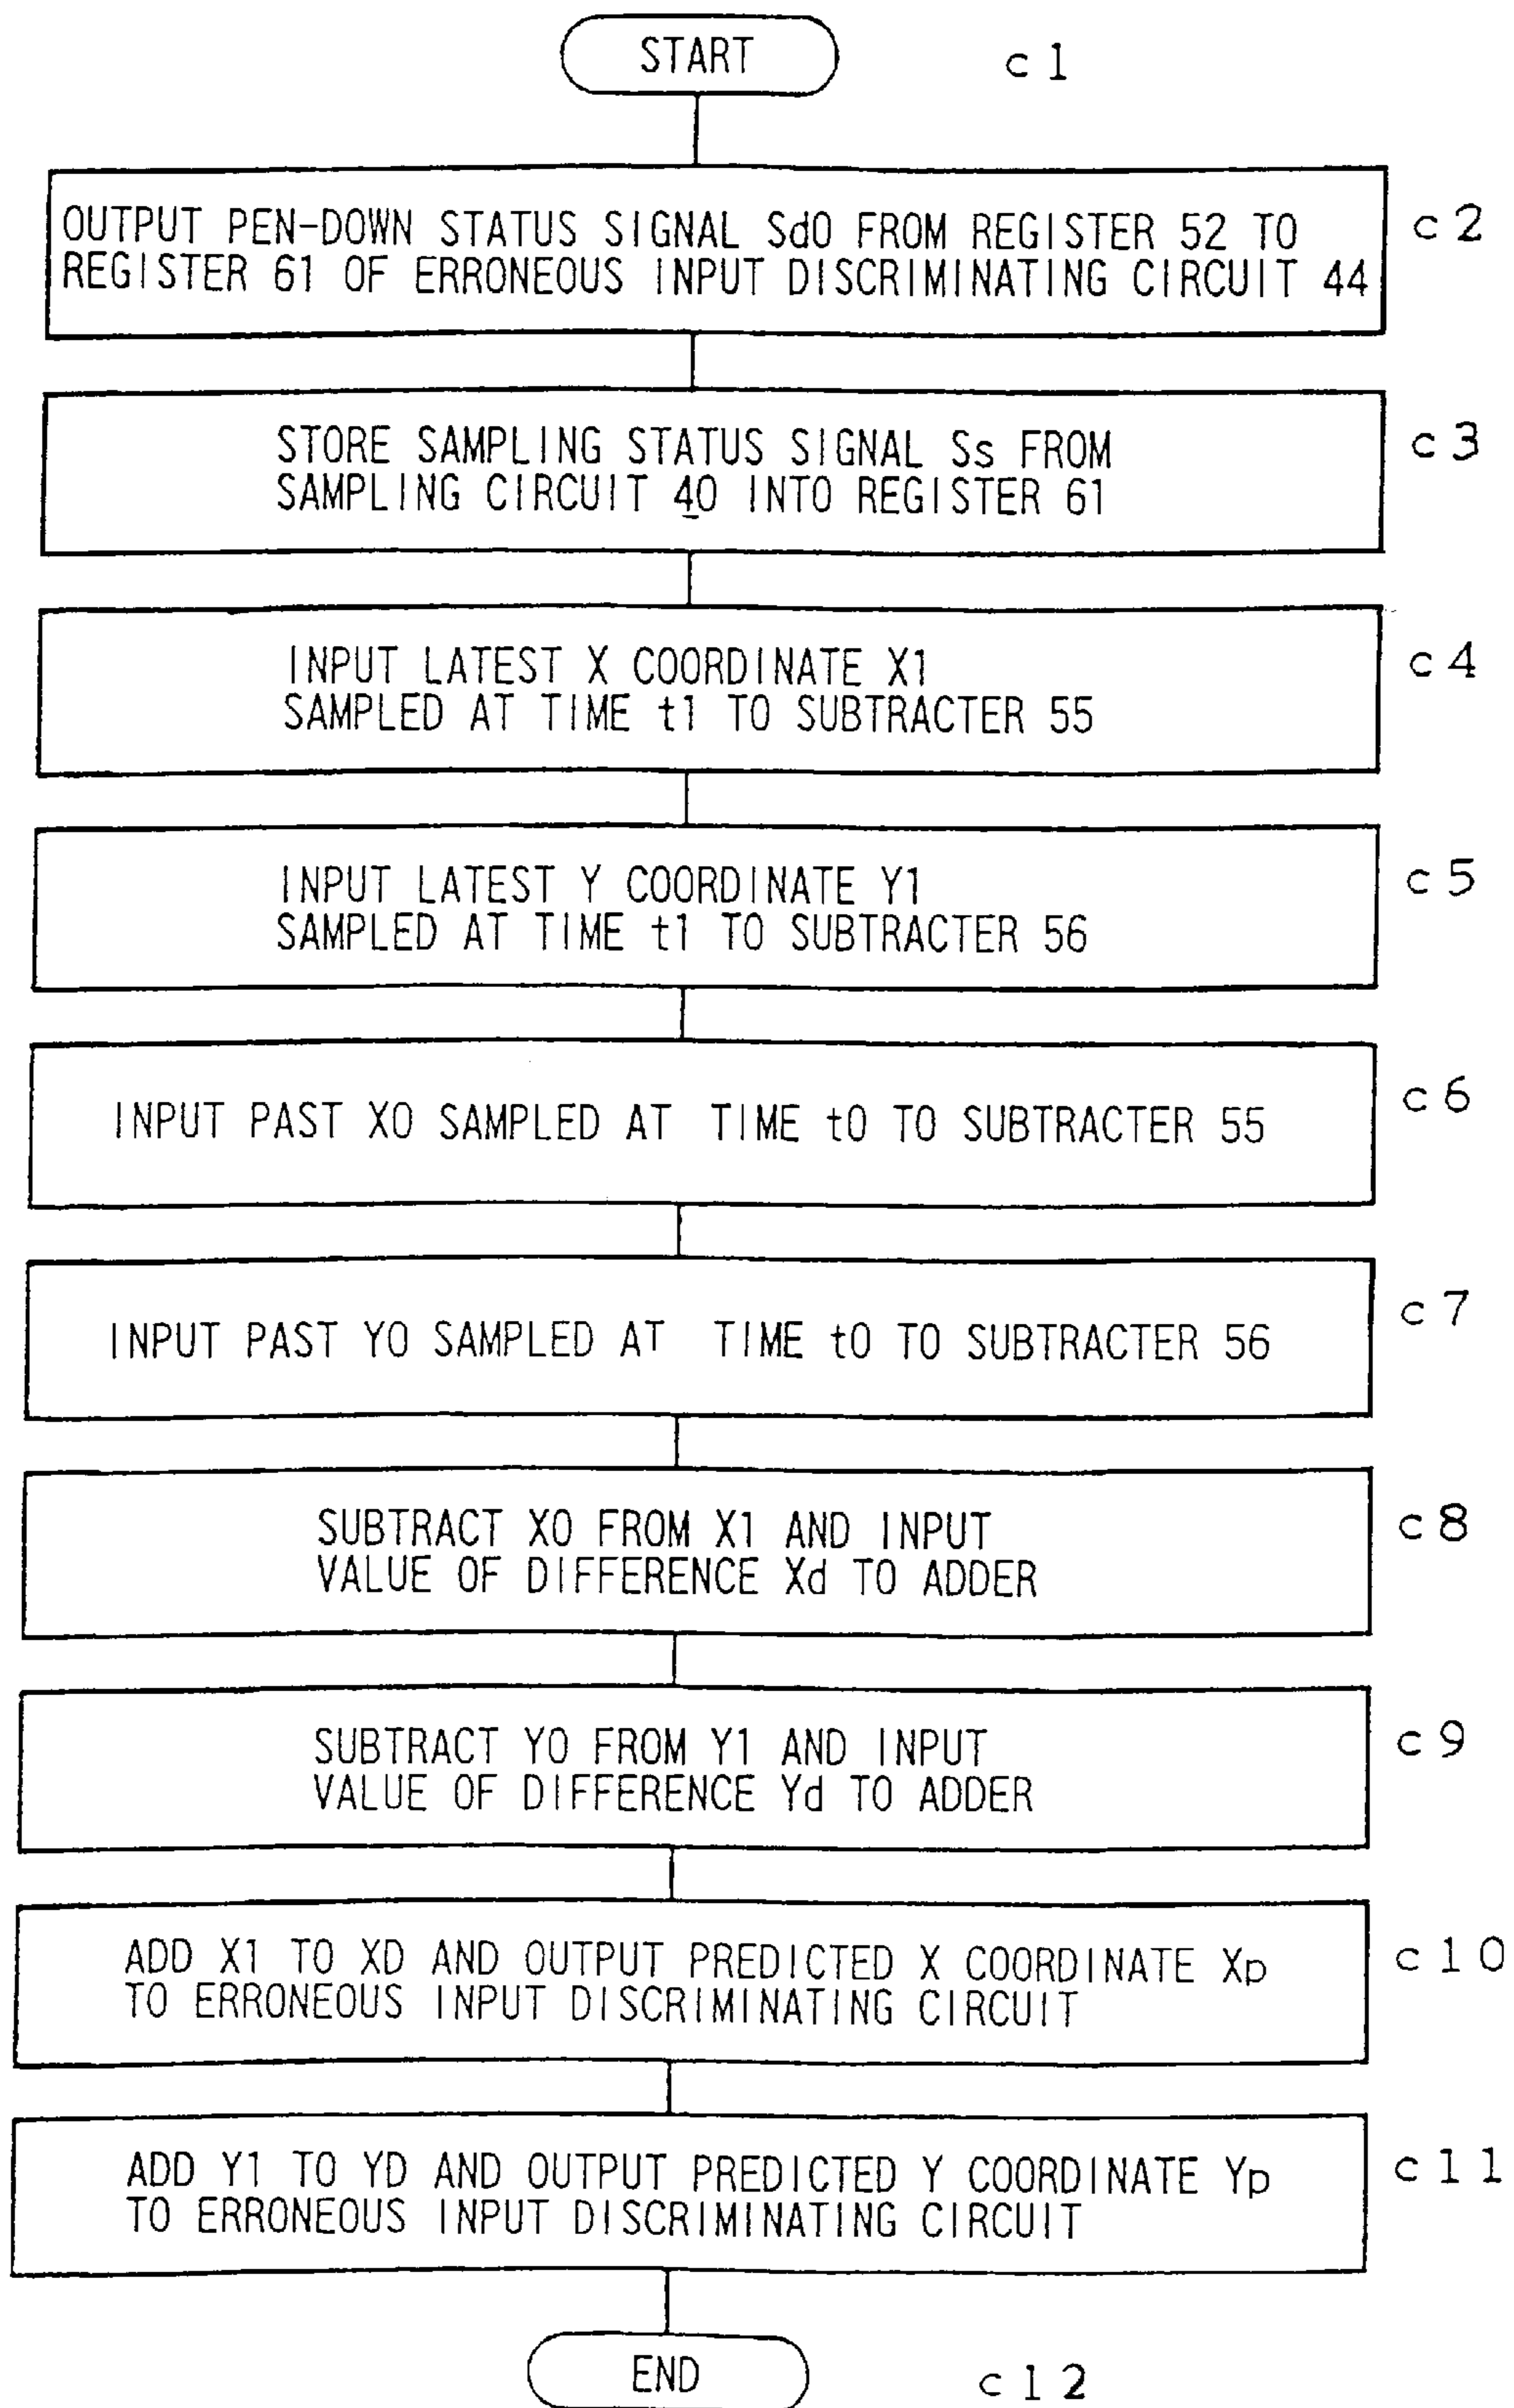 START
c1
OUTPUT PEN-DOWN STATUS SIGNAL Sd0 FROM REGISTER 52 TO
REGISTER 61 OF ERRONEOUS INPUT DISCRIMINATING CIRCUIT 44
c2
STORE SAMPLING STATUS SIGNAL Ss FROM
SAMPLING CIRCUIT 40 INTO REGISTER 61
c3
INPUT LATEST X COORDINATE X1
SAMPLED AT TIME t1 TO SUBTRACTER 55
c4
INPUT LATEST Y COORDINATE Y1
SAMPLED AT TIME t1 TO SUBTRACTER 56
c5
INPUT PAST X0 SAMPLED AT TIME t0 TO SUBTRACTER 55
c6
INPUT PAST Y0 SAMPLED AT TIME t0 TO SUBTRACTER 56
c7
SUBTRACT X0 FROM X1 AND INPUT
VALUE OF DIFFERENCE Xd TO ADDER
c8
SUBTRACT Y0 FROM Y1 AND INPUT
VALUE OF DIFFERENCE Yd TO ADDER
c9
ADD X1 TO XD AND OUTPUT PREDICTED X COORDINATE Xp
TO ERRONEOUS INPUT DISCRIMINATING CIRCUIT
c10
ADD Y1 TO YD AND OUTPUT PREDICTED Y COORDINATE Yp
TO ERRONEOUS INPUT DISCRIMINATING CIRCUIT
c11
END
c12